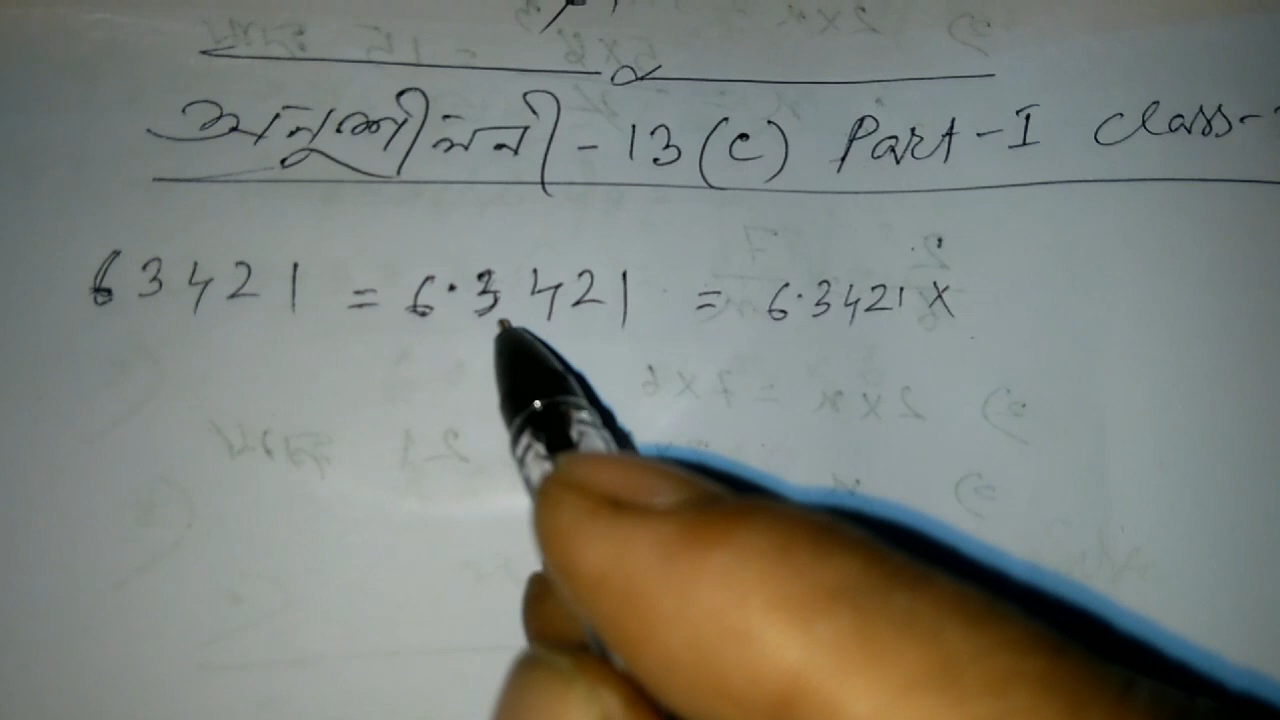 অনুশীলনী - 13 (C) Part - I Class -
63421 = 6.3421 = 6.3421 X